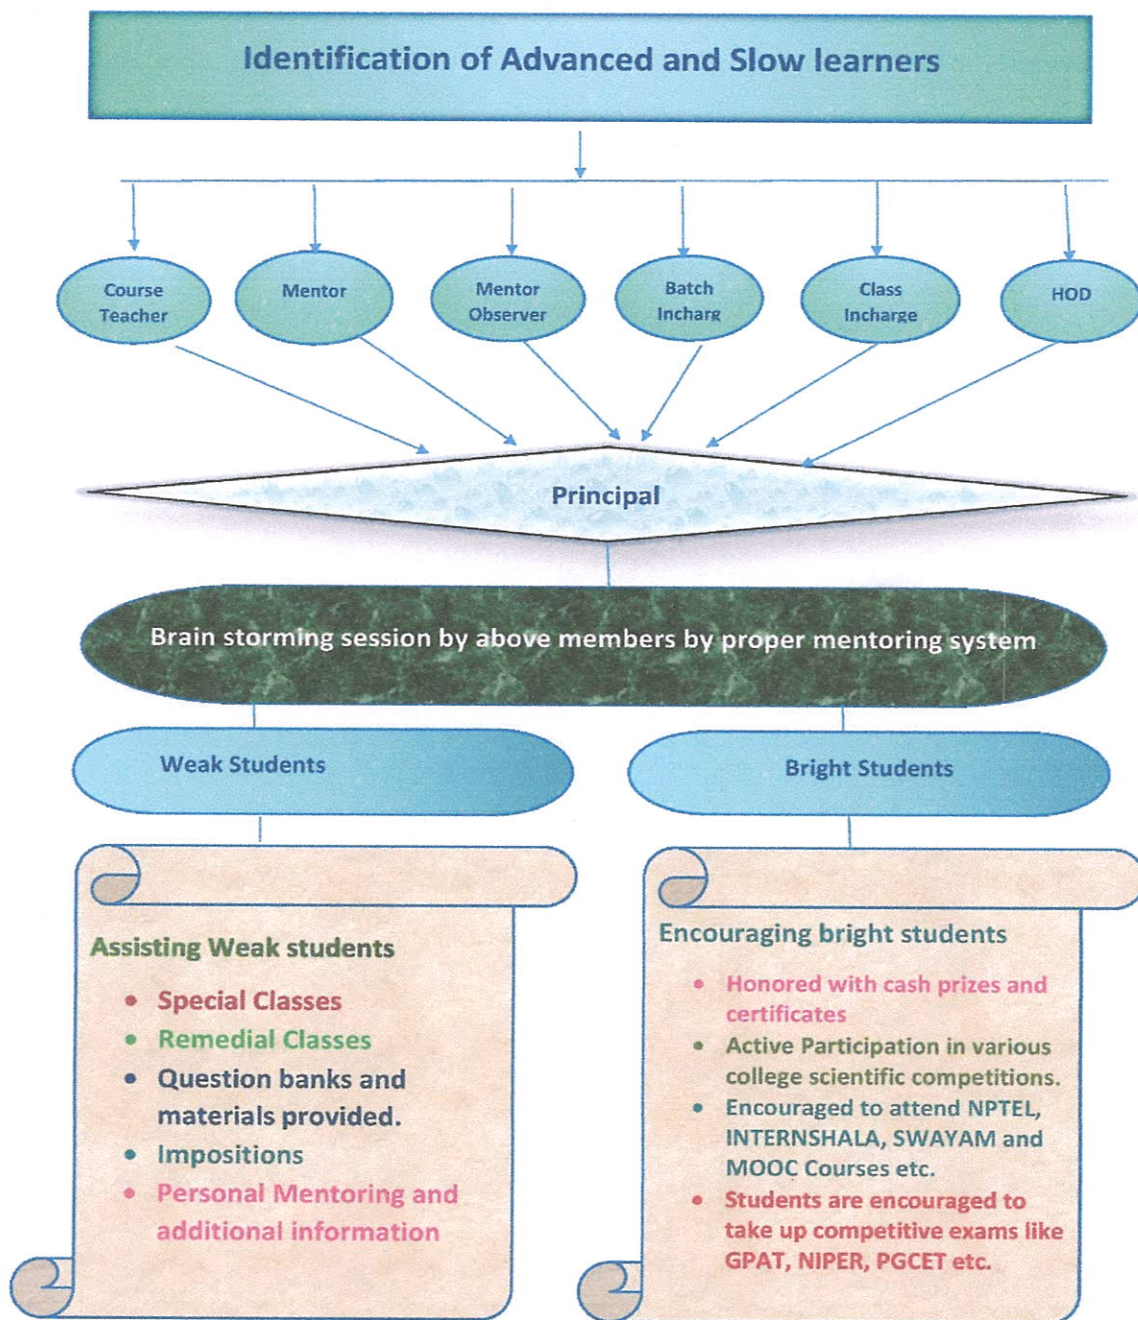 Identification of Advanced and Slow learners
Course
Teacher
Mentor
Mentor
Observer
Batch
Incharg
Class
Incharge
HOD
Principal
Brain storming session by above members by proper mentoring system
Weak Students
Bright Students
Assisting Weak students
• Special Classes
• Remedial Classes
• Question banks and
materials provided.
• Impositions
• Personal Mentoring and
additional information
Encouraging bright students
• Honored with cash prizes and
certificates
• Active Participation in various
college scientific competitions.
• Encouraged to attend NPTEL,
INTERNSHALA, SWAYAM and
MOOC Courses etc.
• Students are encouraged to
take up competitive exams like
GPAT, NIPER, PGCET etc.